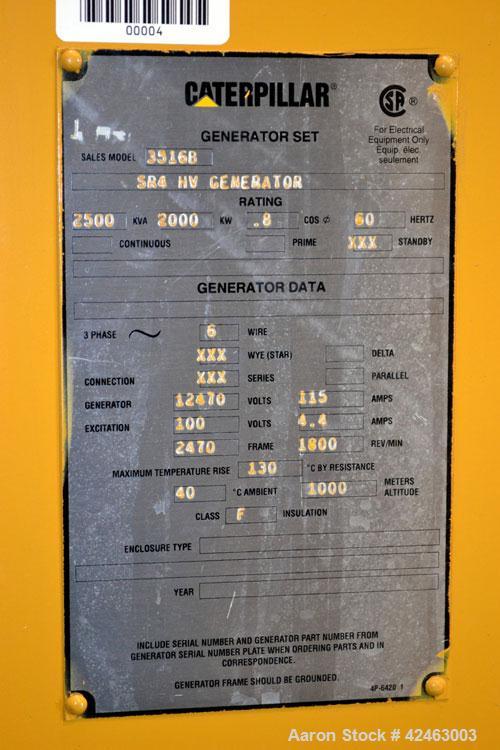 00004
CATERPILLAR®
CSA ®
GENERATOR SET
For Electrical
Equipment Only
Équip. élec.
seulement
SALES MODEL 3516B
SR4 HV GENERATOR
RATING
2500 KVA 2000 KW .8 COS ø 60 HERTZ
CONTINUOUS PRIME XXX STANDBY
GENERATOR DATA
3 PHASE ~ 6 WIRE
XXX WYE (STAR) DELTA
CONNECTION XXX SERIES PARALLEL
GENERATOR 12470 VOLTS 115 AMPS
EXCITATION 100 VOLTS 4.4 AMPS
2470 FRAME 1800 REV/MIN
MAXIMUM TEMPERATURE RISE 130 °C BY RESISTANCE
40 °C AMBIENT 1000 METERS ALTITUDE
CLASS F INSULATION
ENCLOSURE TYPE
YEAR
INCLUDE SERIAL NUMBER AND GENERATOR PART NUMBER FROM
GENERATOR SERIAL NUMBER PLATE WHEN ORDERING PARTS AND IN
CORRESPONDENCE.
GENERATOR FRAME SHOULD BE GROUNDED.
4P-6420 1
Aaron Stock # 42463003